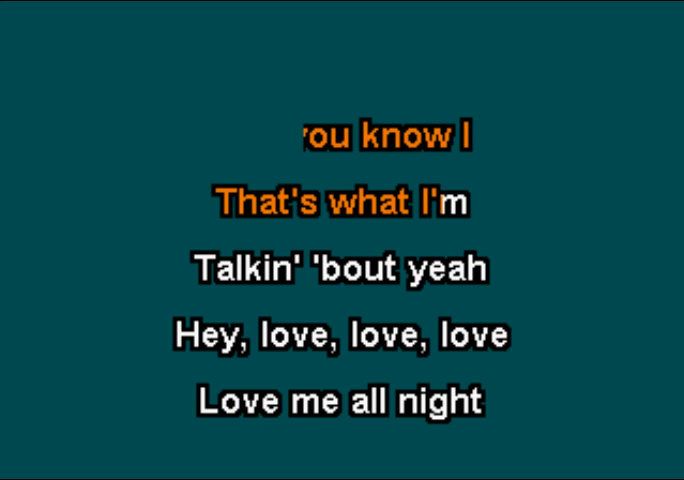 you know I
That's what I'm
Talkin' 'bout yeah
Hey, love, love, love
Love me all night